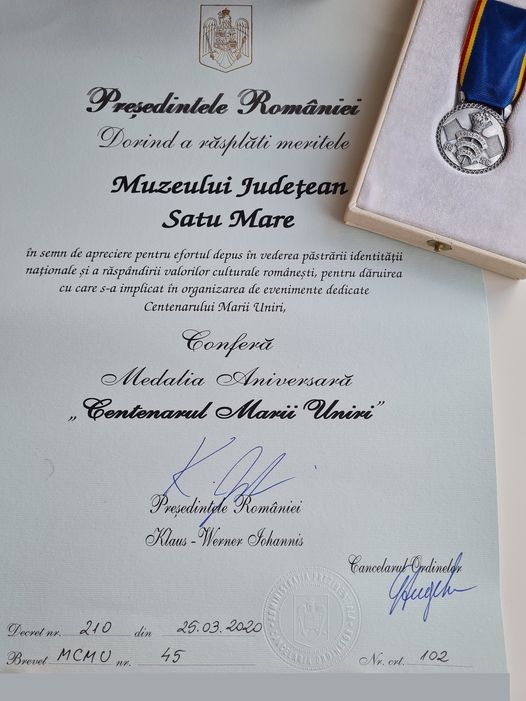 Președintele României
Dorind a răsplăti meritele
Muzeului Județean
Satu Mare
în semn de apreciere pentru efortul depus în vederea păstrării identității
naționale și a răspândirii valorilor culturale românești, pentru dăruirea
cu care s-a implicat în organizarea de evenimente dedicate
Centenarului Marii Uniri,
Conferă
Medalia Aniversară
„Centenarul Marii Uniri”
Președintele României
Klaus - Werner Iohannis
Cancelarul Ordinelor
Decret nr. 210 din 25.03.2020
Brevet MCMU nr. 45
Nr. crt. 102